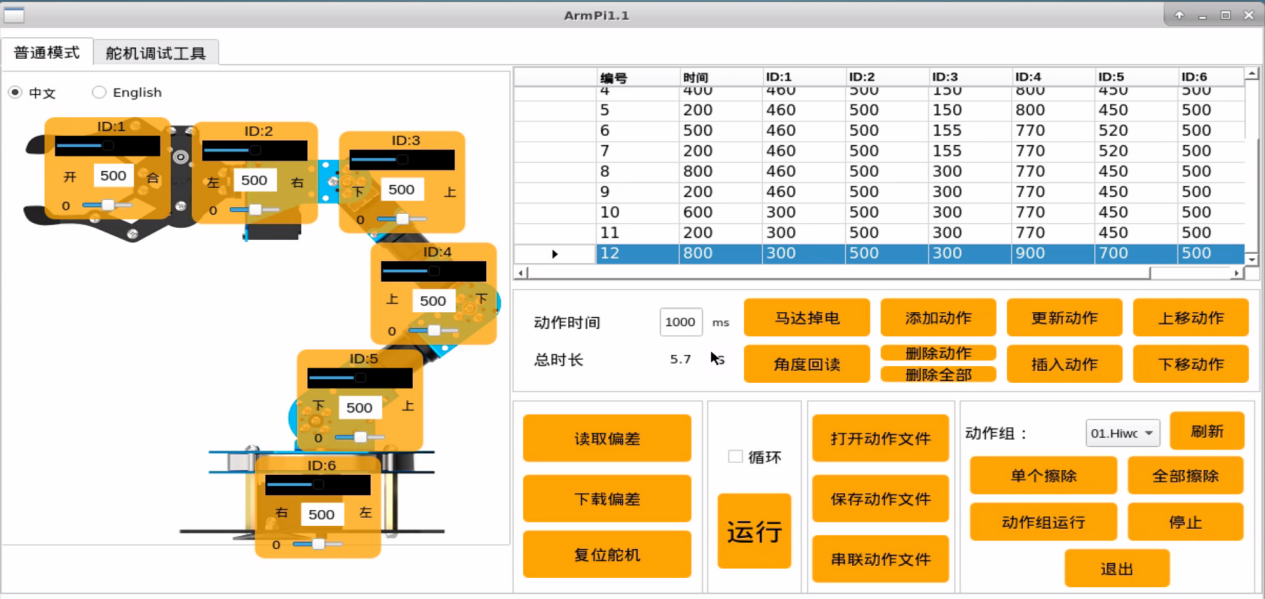 ArmPi1.1
普通模式 舵机调试工具
中文 English
ID:1
开 500 合
0
ID:2
左 500 右
0
ID:3
下 500 上
0
ID:4
上 500 下
0
ID:5
下 500 上
0
ID:6
右 500 左
0
编号 时间 ID:1 ID:2 ID:3 ID:4 ID:5 ID:6
4 400 460 500 150 800 450 500
5 200 460 500 150 800 450 500
6 500 460 500 155 770 520 500
7 200 460 500 155 770 520 500
8 800 460 500 300 770 450 500
9 200 460 500 300 770 450 500
10 600 300 500 300 770 450 500
11 200 300 500 300 770 450 500
12 800 300 500 300 900 700 500
动作时间 1000 ms 马达掉电 添加动作 更新动作 上移动作
总时长 5.7 s 角度回读 删除动作 插入动作 下移动作
删除全部
读取偏差
下载偏差
复位舵机
循环
运行
打开动作文件
保存动作文件
串联动作文件
动作组： 01.Hiwc 刷新
单个擦除 全部擦除
动作组运行 停止
退出